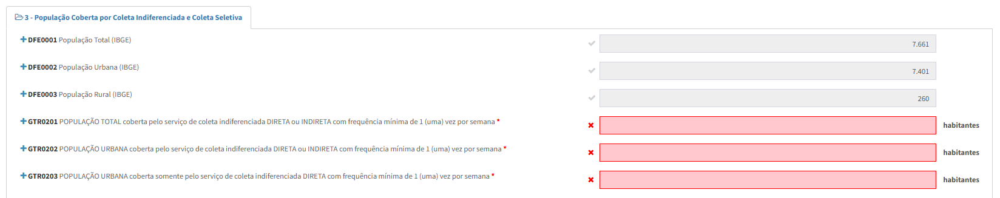 3 - População Coberta por Coleta Indiferenciada e Coleta Seletiva
DFE0001 População Total (IBGE) 7.661
DFE0002 População Urbana (IBGE) 7.401
DFE0003 População Rural (IBGE) 260
GTR0201 POPULAÇÃO TOTAL coberta pelo serviço de coleta indiferenciada DIRETA ou INDIRETA com frequência mínima de 1 (uma) vez por semana * habitantes
GTR0202 POPULAÇÃO URBANA coberta pelo serviço de coleta indiferenciada DIRETA ou INDIRETA com frequência mínima de 1 (uma) vez por semana * habitantes
GTR0203 POPULAÇÃO URBANA coberta somente pelo serviço de coleta indiferenciada DIRETA com frequência mínima de 1 (uma) vez por semana * habitantes